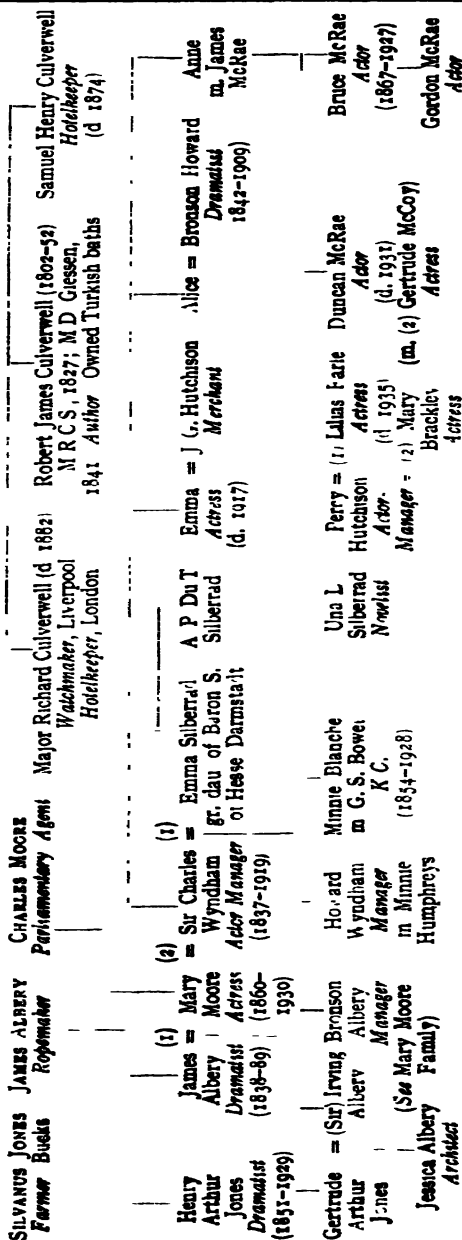 SILVANUS JONES
Farmer Bucks
JAMES ALBERY
Ropemaker
CHARLES MOORE
Parliamentary Agent
Major Richard Culverwell (d 1882)
Watchmaker, Liverpool
Hotelkeeper, London
Robert James Culverwell (1802-52)
M R C S, 1827; M D Giessen,
1841 Author Owned Turkish baths
Samuel Henry Culverwell
Hotelkeeper
(d 1874)
Henry
Arthur
Jones
Dramatist
(1851-1929)
(1)
James =
Albery
Dramatist
(1838-89)
Mary
Moore
Actress
(1860-
1930)
(2)
= Sir Charles
Wyndham
Actor Manager
(1837-1919)
(1)
= Emma Silberrad
gr. dau of Baron S.
of Hesse Darmstadt
A P Du T
Silberrad
Emma = J G. Hutchison
Actress
(d. 1917)
Merchant
Alice = Bronson Howard
Dramatist
1842-1909
Anne
m. James
McRae
Gertrude
Arthur
Jones
= (Sir) Irving Bronson
Albery Albery
Manager
(See Mary Moore
Family)
Jessica Albery
Architect
Howard
Wyndham
Manager
m Minnie
Humphreys
Minnie Blanche
m G. S. Bower
K C.
(1854-1928)
Una L
Silberrad
Novelist
Perry = (1) Lilias Earle
Hutchison
Actor-
Manager = (2) Mary
Brackley
Actress
Actress
(d 1935)
Duncan McRae
Actor
(d. 1931)
(m. (2) Gertrude McCoy)
Actress
Bruce McRae
Actor
(1867-1927)
Gordon McRae
Actor